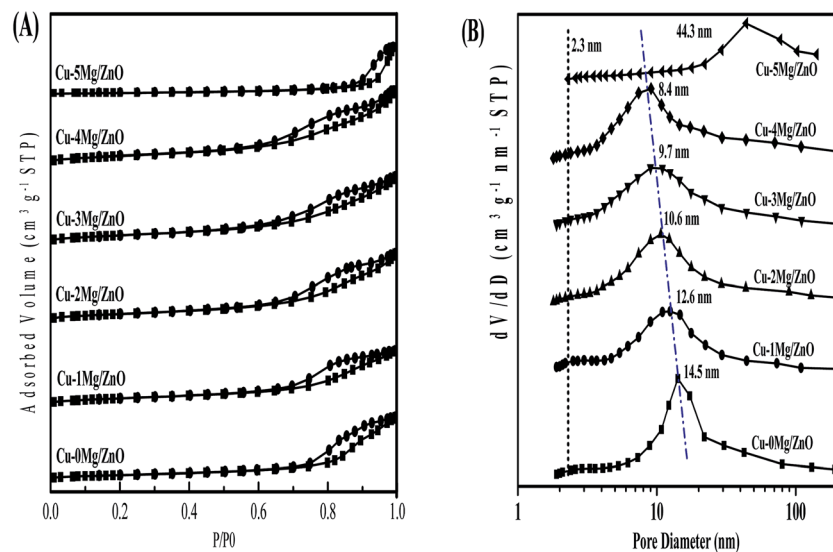 (A)
Cu-5Mg/ZnO
Cu-4Mg/ZnO
Cu-3Mg/ZnO
Cu-2Mg/ZnO
Cu-1Mg/ZnO
Cu-0Mg/ZnO
Adsorbed Volume (cm³ g⁻¹ STP)
0.0 0.2 0.4 0.6 0.8 1.0
P/P0
(B)
2.3 nm
44.3 nm
Cu-5Mg/ZnO
8.4 nm
Cu-4Mg/ZnO
9.7 nm
Cu-3Mg/ZnO
10.6 nm
Cu-2Mg/ZnO
12.6 nm
Cu-1Mg/ZnO
14.5 nm
Cu-0Mg/ZnO
dV/dD (cm³ g⁻¹ nm⁻¹ STP)
1 10 100
Pore Diameter (nm)